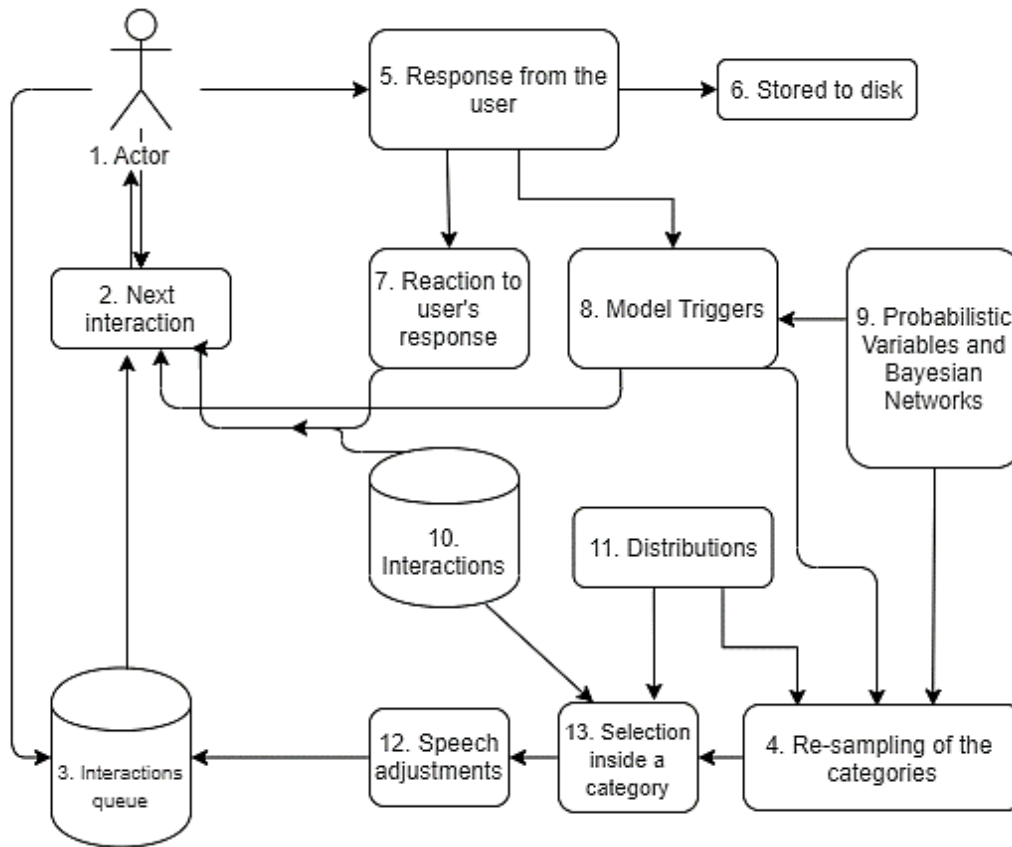 5. Response from the
user
6. Stored to disk
1. Actor
2. Next
interaction
7. Reaction to
user's
response
8. Model Triggers
9. Probabilistic
Variables and
Bayesian
Networks
10.
Interactions
11. Distributions
3. Interactions
queue
12. Speech
adjustments
13. Selection
inside a
category
4. Re-sampling of the
categories